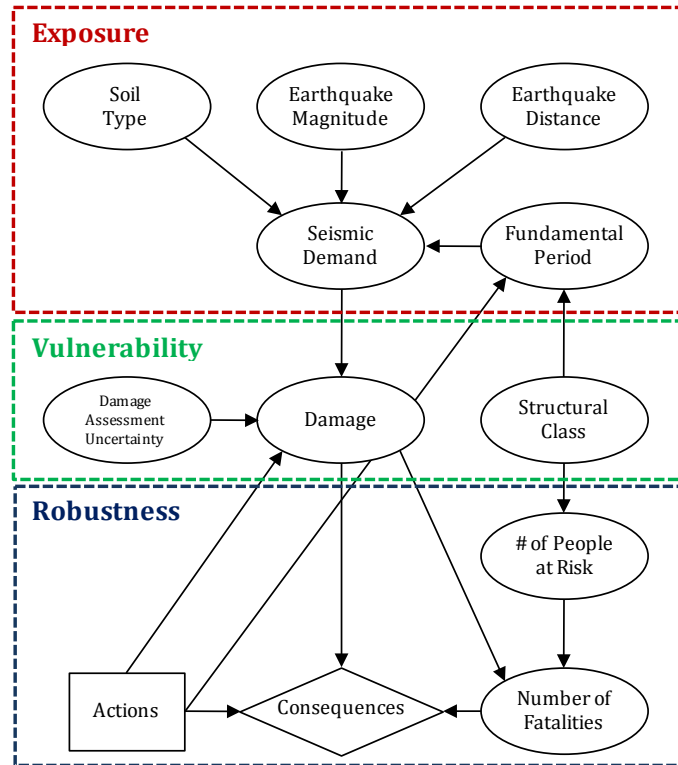 Exposure
Soil
Type
Earthquake
Magnitude
Earthquake
Distance
Seismic
Demand
Fundamental
Period
Vulnerability
Damage
Assessment
Uncertainty
Damage
Structural
Class
Robustness
# of People
at Risk
Actions
Consequences
Number of
Fatalities